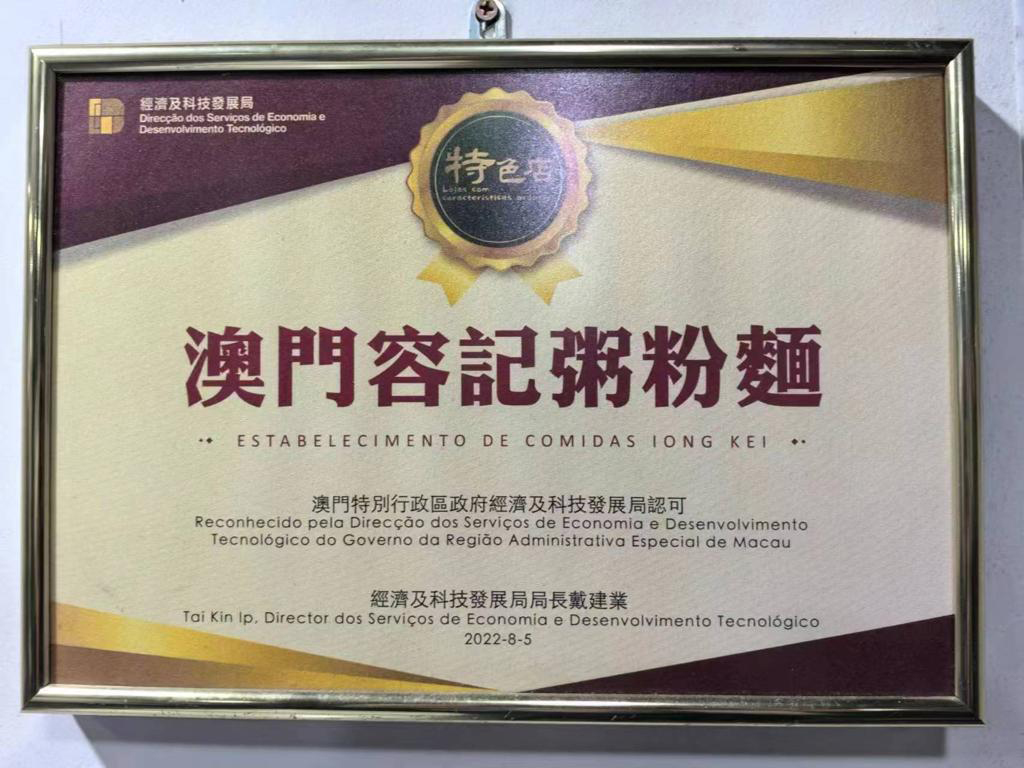 經濟及科技發展局
Direcção dos Serviços de Economia e
Desenvolvimento Tecnológico
特色店
Lojas com
características
澳門容記粥粉麵
ESTABELECIMENTO DE COMIDAS IONG KEI
澳門特別行政區政府經濟及科技發展局認可
Reconhecido pela Direcção dos Serviços de Economia e Desenvolvimento
Tecnológico do Governo da Região Administrativa Especial de Macau
經濟及科技發展局局長戴建業
Tai Kin Ip, Director dos Serviços de Economia e Desenvolvimento Tecnológico
2022-8-5